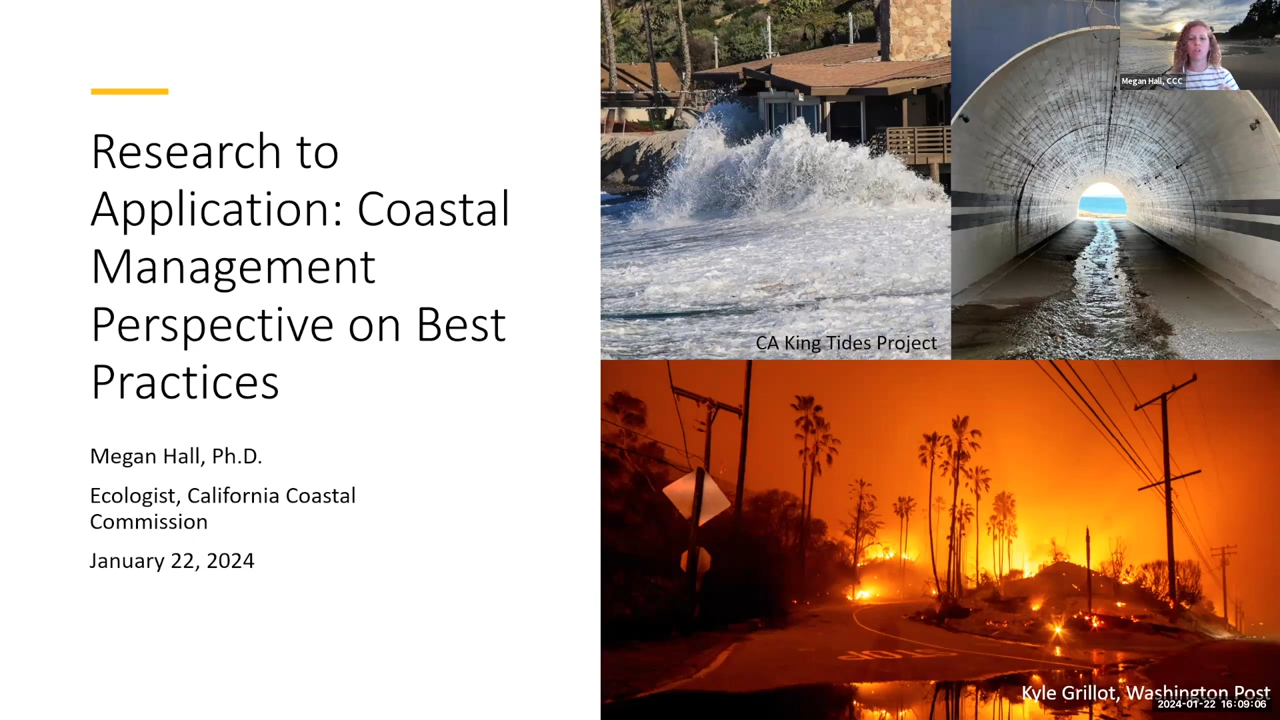 Research to
Application: Coastal
Management
Perspective on Best
Practices
Megan Hall, Ph.D.
Ecologist, California Coastal
Commission
January 22, 2024
Megan Hall, CCC
CA King Tides Project
STOP
Kyle Grillot, Washington Post
2024-01-22 16:09:06